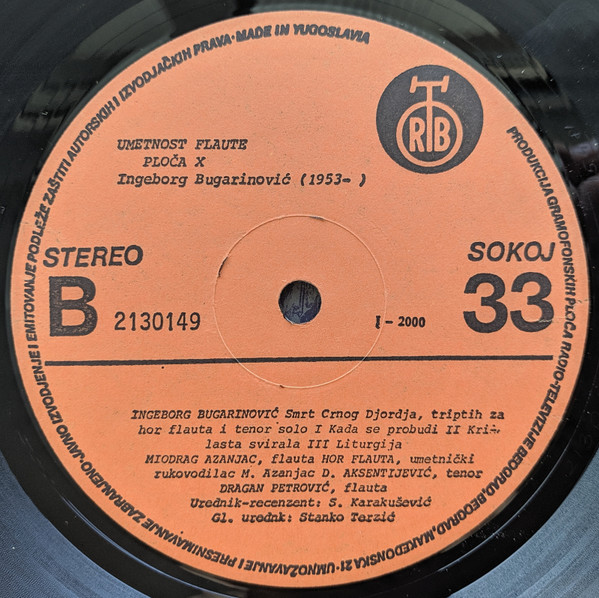 PRODUKCIJA GRAMOFONSKIH PLOČA RADIO-TELEVIZIJE BEOGRAD, BEOGRAD, MAKEDONSKA 21·UMNOŽAVANJE I PRESNIMAVANJE ZABRANJENO·JAVNO IZVODJENJE I EMITOVANJE PODLEŽE ZAŠTITI AUTORSKIH I IZVODJAČKIH PRAVA·MADE IN YUGOSLAVIA
RTB
UMETNOST FLAUTE
PLOČA X
Ingeborg Bugarinović (1953- )
STEREO
SOKOJ
B
2130149
I-2000
33
INGEBORG BUGARINOVIĆ Smrt Crnog Djordja, triptih za
hor flauta i tenor solo I Kada se probudi II Kri-
lasta svirala III Liturgija
MIODRAG AZANJAC, flauta HOR FLAUTA, umetnički
rukovodilac M. Azanjac D. AKSENTIJEVIĆ, tenor
DRAGAN PETROVIĆ, flauta
Urednik-recenzent: S. Karakušević
Gl. urednk: Stanko Terzić